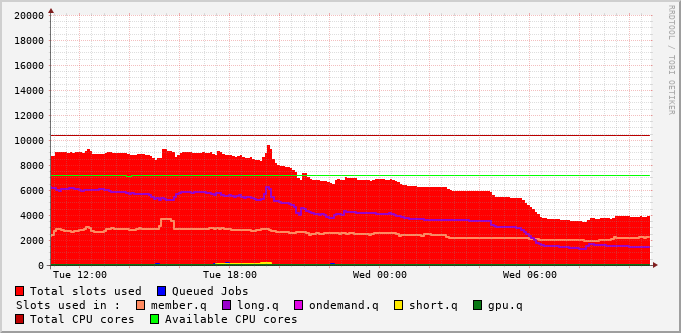 20000
18000
16000
14000
12000
10000
8000
6000
4000
2000
0
Tue 12:00 Tue 18:00 Wed 00:00 Wed 06:00
RRDTOOL / TOBI OETIKER
Total slots used Queued Jobs
Slots used in : member.q long.q ondemand.q short.q gpu.q
Total CPU cores Available CPU cores